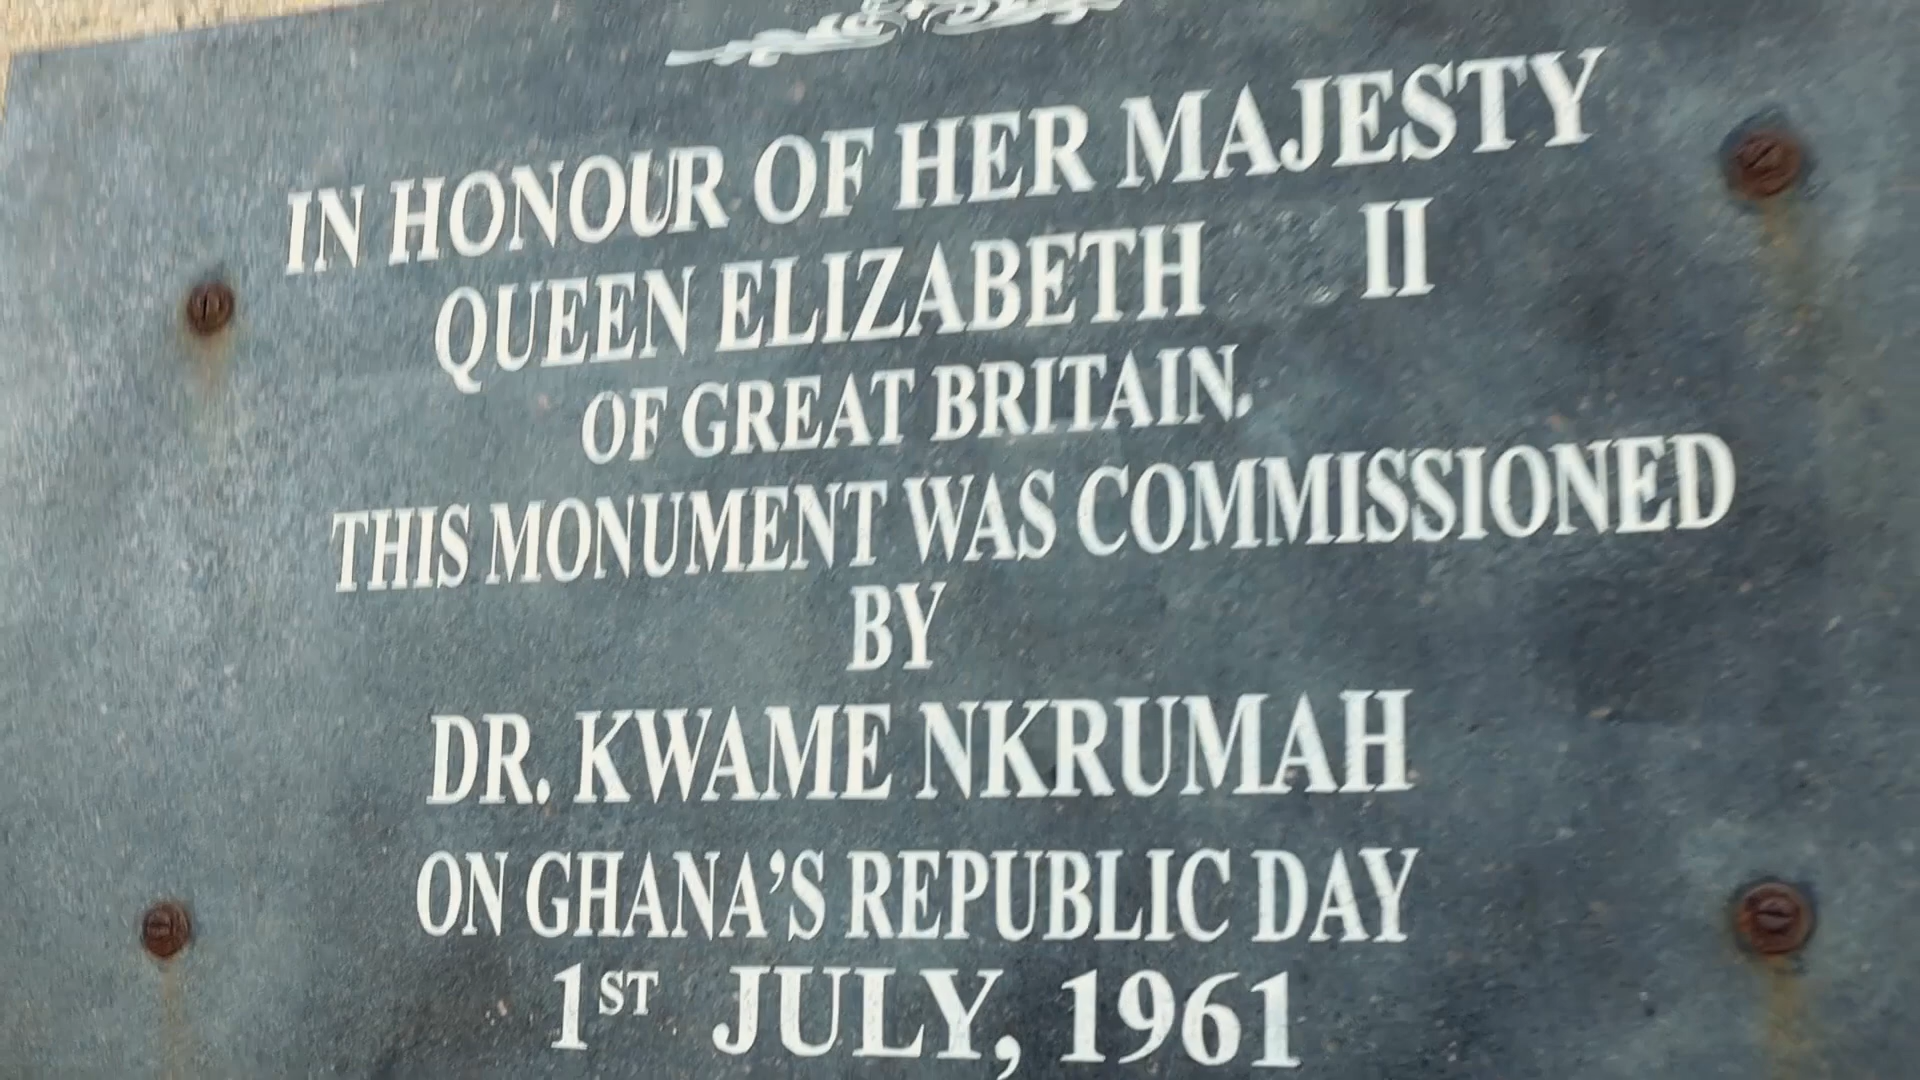 IN HONOUR OF HER MAJESTY
QUEEN ELIZABETH II
OF GREAT BRITAIN.
THIS MONUMENT WAS COMMISSIONED
BY
DR. KWAME NKRUMAH
ON GHANA'S REPUBLIC DAY
1ST JULY, 1961